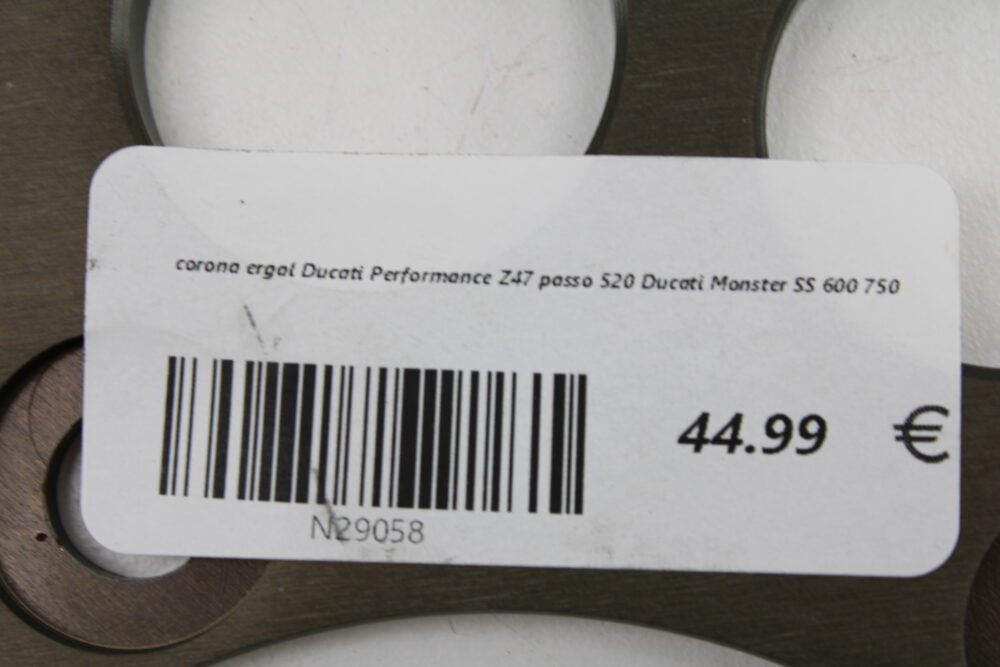 corona ergal Ducati Performance Z47 passo 520 Ducati Monster SS 600 750
44.99 €
N29058